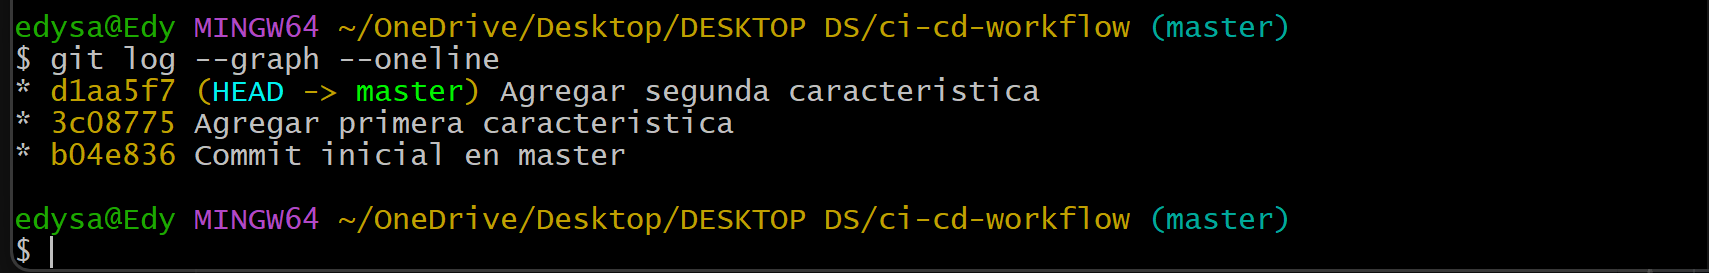 edysa@Edy MINGW64 ~/OneDrive/Desktop/DESKTOP DS/ci-cd-workflow (master)
$ git log --graph --oneline
* d1aa5f7 (HEAD -> master) Agregar segunda caracteristica
* 3c08775 Agregar primera caracteristica
* b04e836 Commit inicial en master
edysa@Edy MINGW64 ~/OneDrive/Desktop/DESKTOP DS/ci-cd-workflow (master)
$